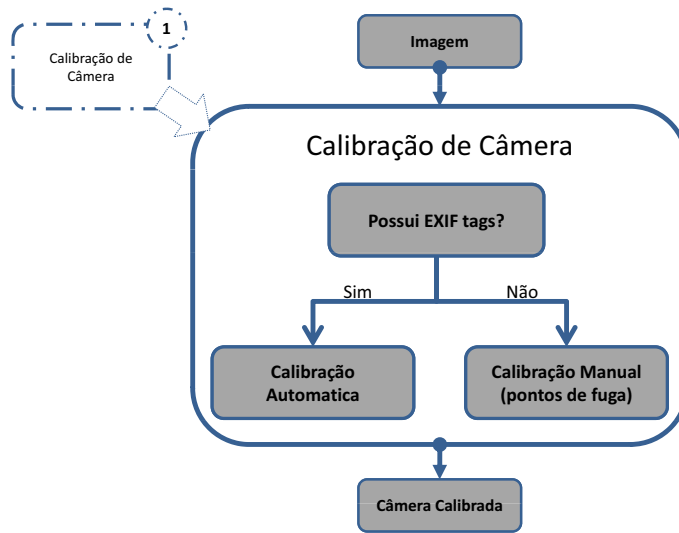 1
Calibração de
Câmera
Imagem
Calibração de Câmera
Possui EXIF tags?
Sim
Não
Calibração
Automatica
Calibração Manual
(pontos de fuga)
Câmera Calibrada